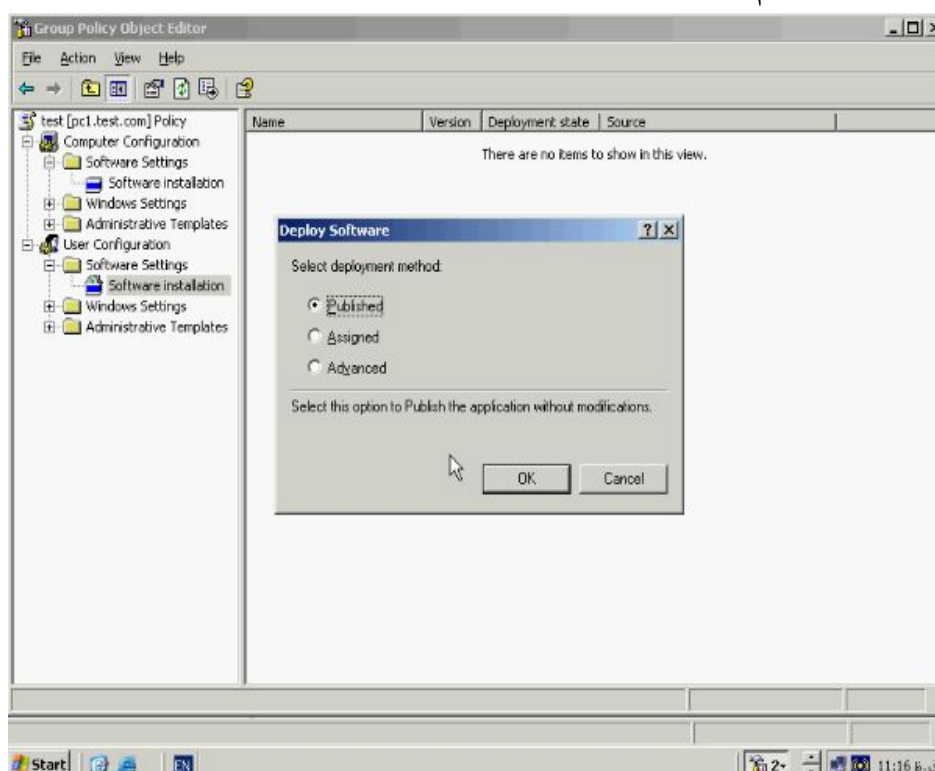 Group Policy Object Editor
File Action View Help
test [pc1.test.com] Policy
Computer Configuration
Software Settings
Software installation
Windows Settings
Administrative Templates
User Configuration
Software Settings
Software installation
Windows Settings
Administrative Templates
Name Version Deployment state Source
There are no items to show in this view.
Deploy Software
Select deployment method:
Published
Assigned
Advanced
Select this option to Publish the application without modifications.
OK Cancel
Start EN 2 11:16